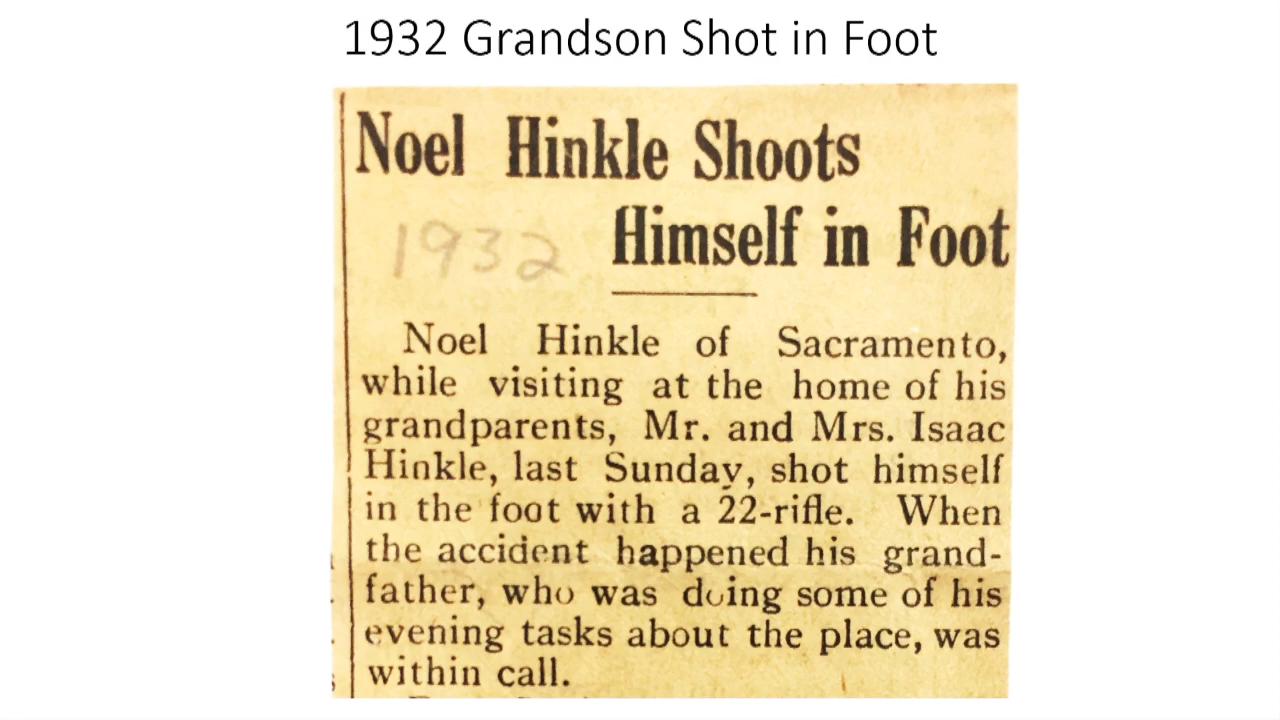 1932 Grandson Shot in Foot
Noel Hinkle Shoots
Himself in Foot
1932
Noel Hinkle of Sacramento,
while visiting at the home of his
grandparents, Mr. and Mrs. Isaac
Hinkle, last Sunday, shot himself
in the foot with a 22-rifle. When
the accident happened his grand-
father, who was doing some of his
evening tasks about the place, was
within call.